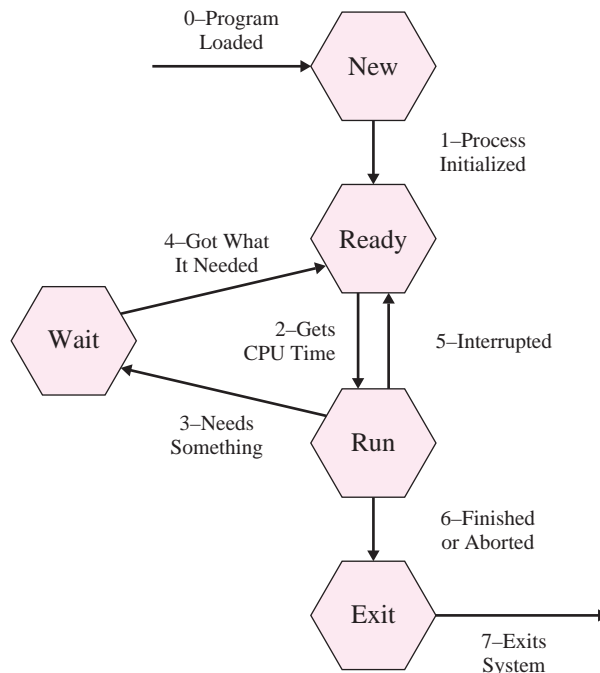 0–Program
Loaded
New
1–Process
Initialized
4–Got What
It Needed
Ready
Wait
2–Gets
CPU Time
5–Interrupted
3–Needs
Something
Run
6–Finished
or Aborted
Exit
7–Exits
System